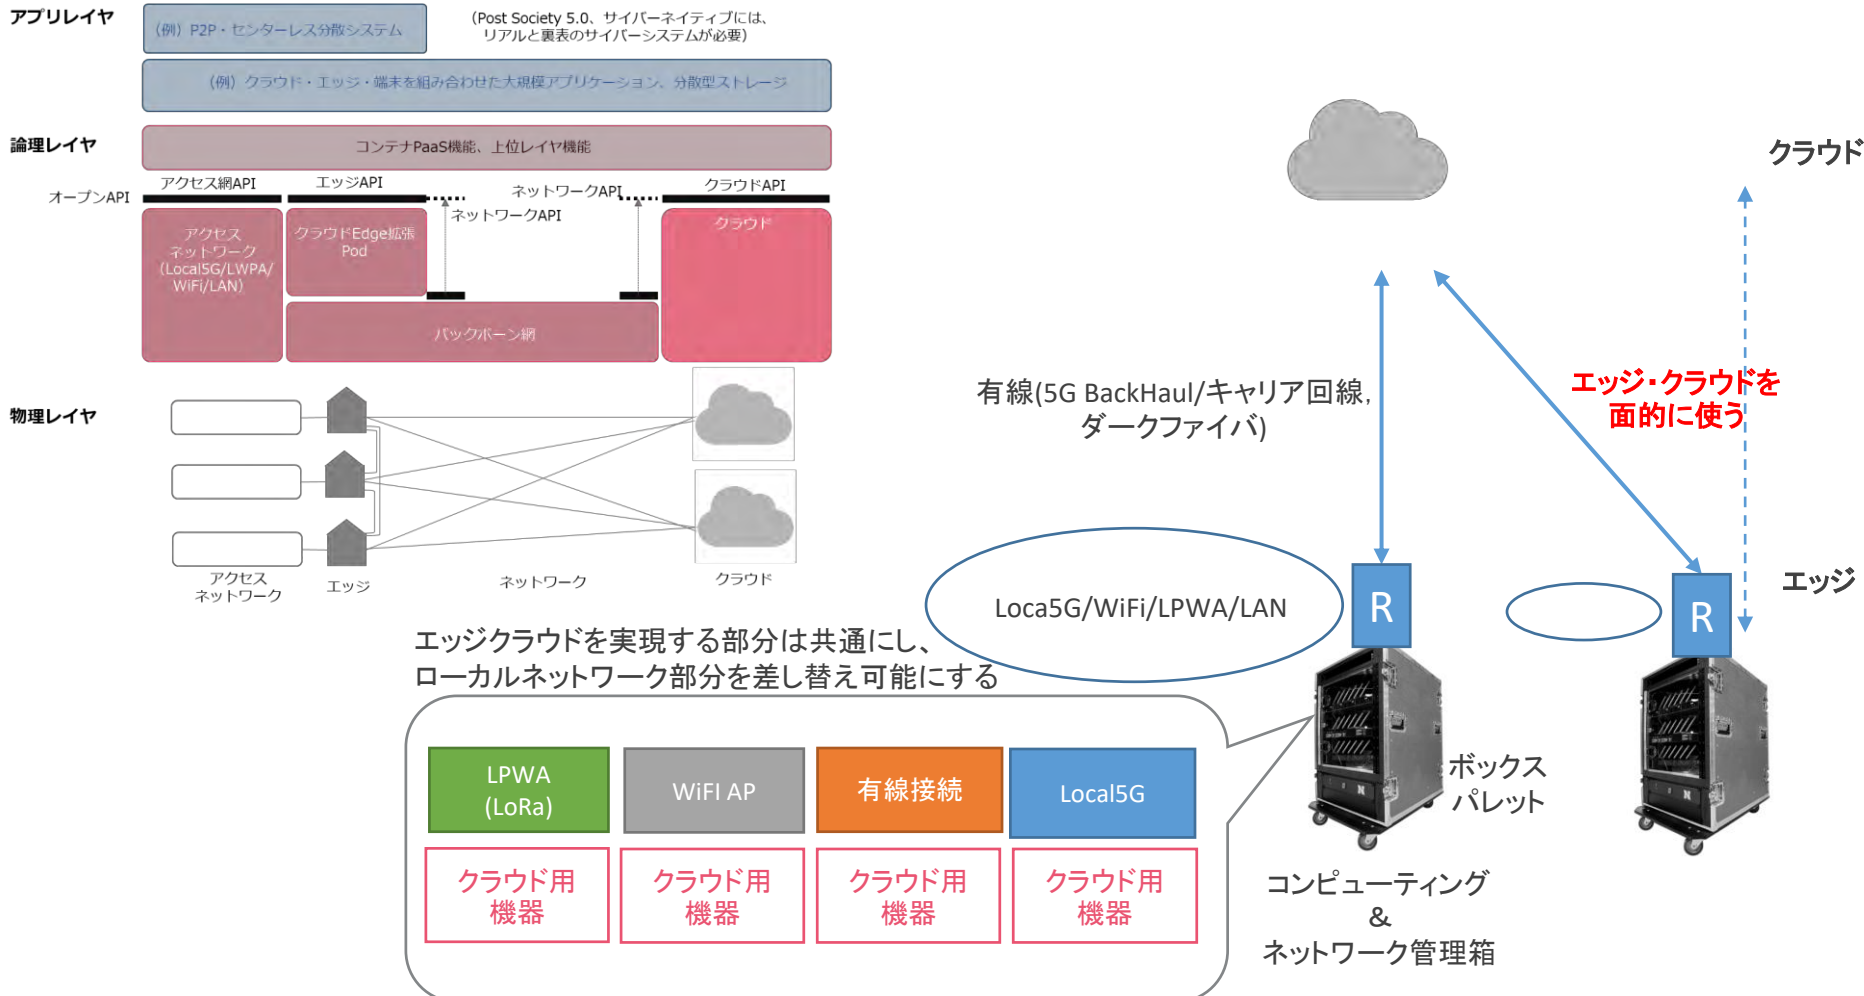 アプリレイヤ
(例) P2P・センターレス分散システム
(Post Society 5.0、サイバーネイティブには、
リアルと裏表のサイバーシステムが必要)
(例) クラウド・エッジ・端末を組み合わせた大規模アプリケーション、分散型ストレージ
論理レイヤ
コンテナPaaS機能、上位レイヤ機能
オープンAPI
アクセス網API
エッジAPI
ネットワークAPI
ネットワークAPI
クラウドAPI
アクセス
ネットワーク
(Local5G/LWPA/
WiFi/LAN)
クラウドEdge拡張
Pod
クラウド
バックボーン網
物理レイヤ
アクセス
ネットワーク
エッジ
ネットワーク
クラウド
クラウド
有線(5G BackHaul/キャリア回線,
ダークファイバ)
エッジ・クラウドを
面的に使う
エッジ
Loca5G/WiFi/LPWA/LAN
R
R
エッジクラウドを実現する部分は共通にし、
ローカルネットワーク部分を差し替え可能にする
LPWA
(LoRa)
WiFI AP
有線接続
Local5G
クラウド用
機器
クラウド用
機器
クラウド用
機器
クラウド用
機器
ボックス
パレット
コンピューティング
&
ネットワーク管理箱